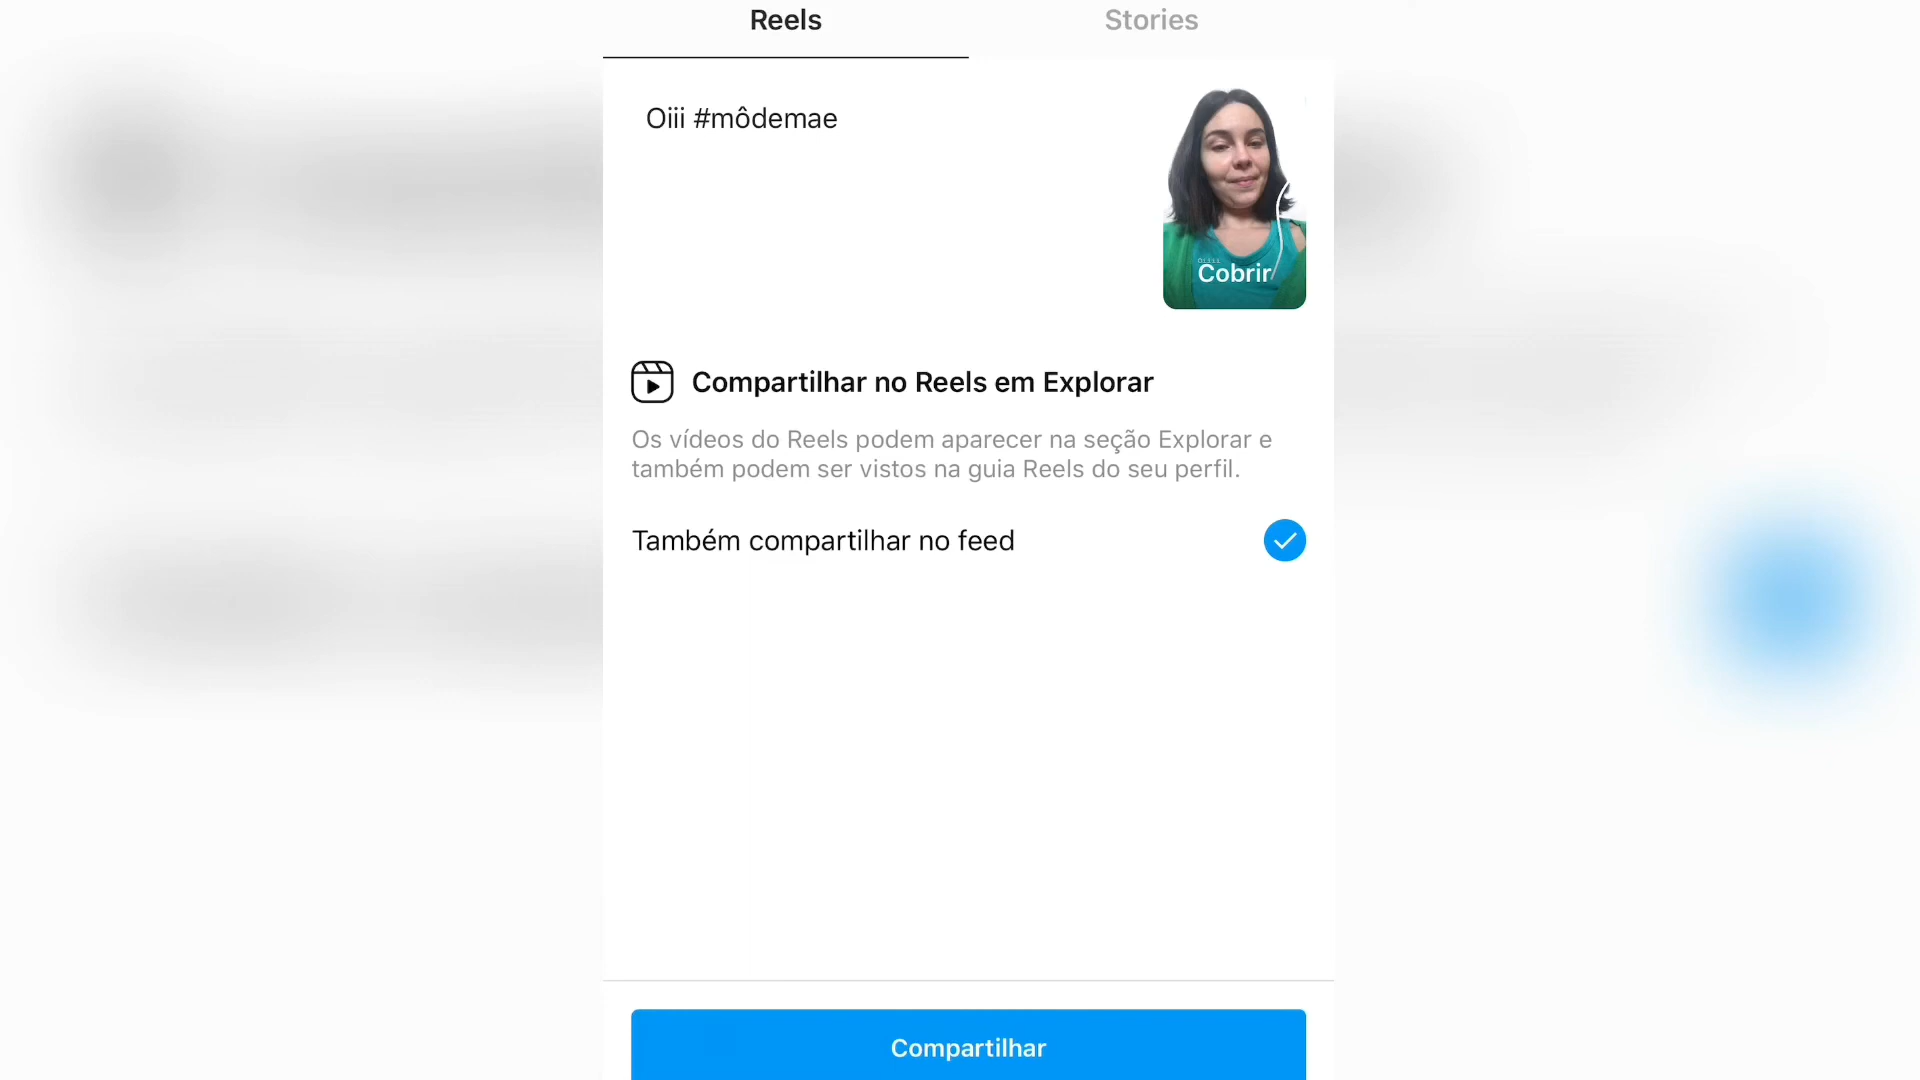 Reels
Stories
Oiii #môdemae
Cobrir
Compartilhar no Reels em Explorar
Os vídeos do Reels podem aparecer na seção Explorar e
também podem ser vistos na guia Reels do seu perfil.
Também compartilhar no feed
Compartilhar